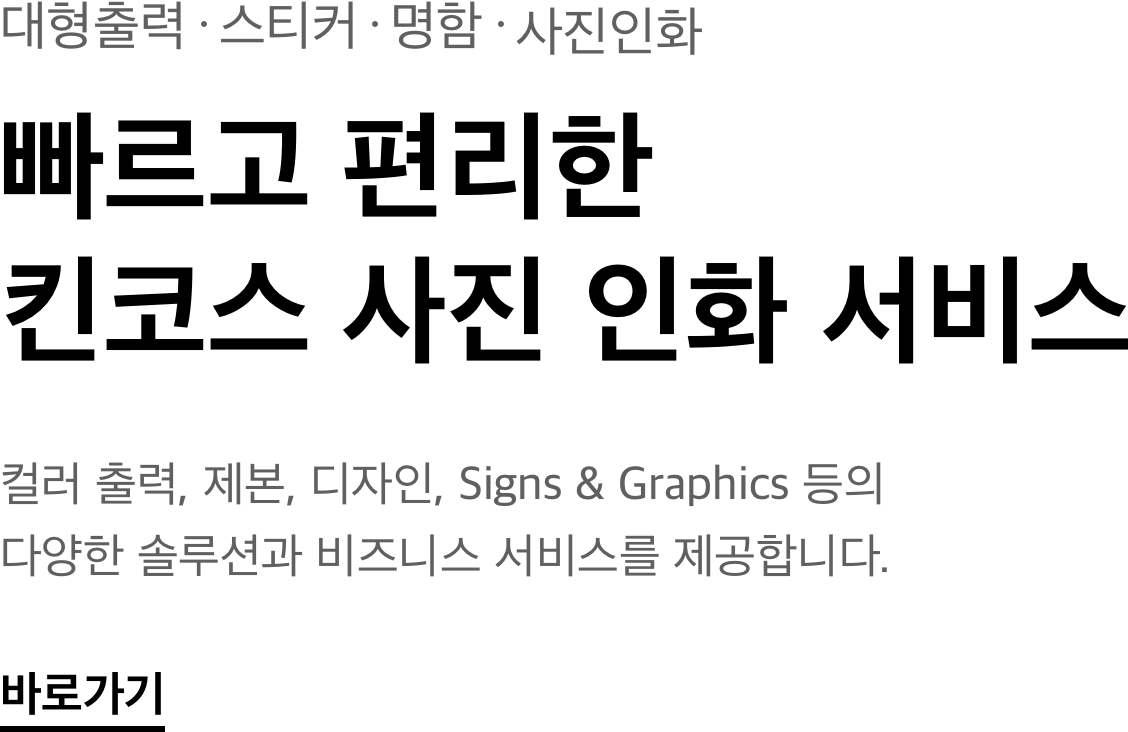 대형출력 · 스티커 · 명함 · 사진인화
빠르고 편리한
킨코스 사진 인화 서비스
컬러 출력, 제본, 디자인, Signs & Graphics 등의
다양한 솔루션과 비즈니스 서비스를 제공합니다.
바로가기